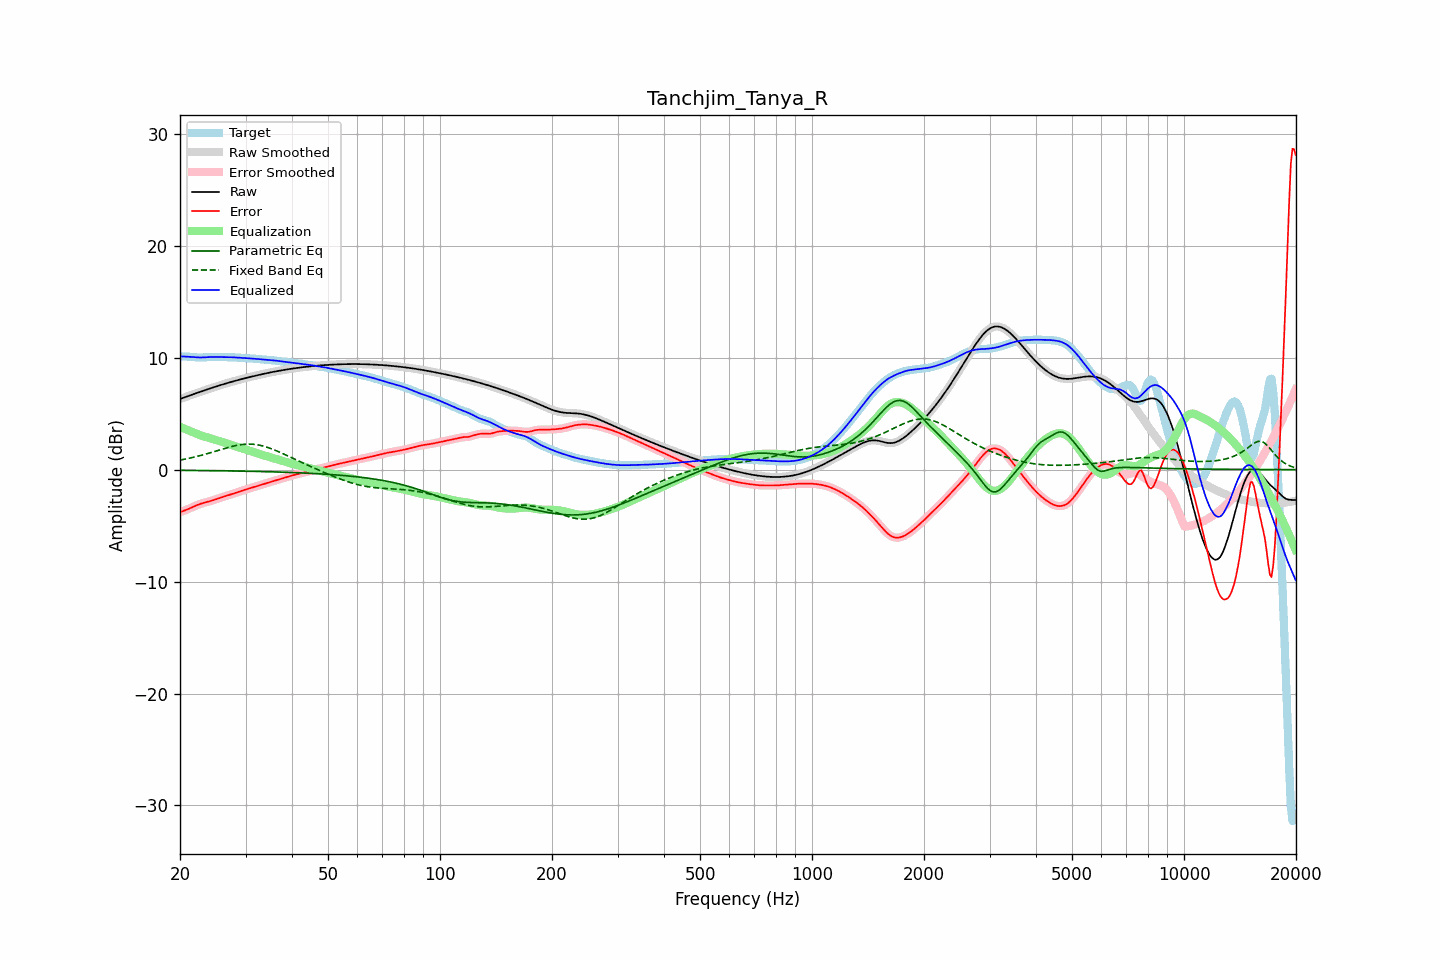 Tanchjim_Tanya_R
Target
Raw Smoothed
Error Smoothed
Raw
Error
Equalization
Parametric Eq
Fixed Band Eq
Equalized
30
20
10
0
−10
−20
−30
Amplitude (dBr)
20
50
100
200
500
1000
2000
5000
10000
20000
Frequency (Hz)